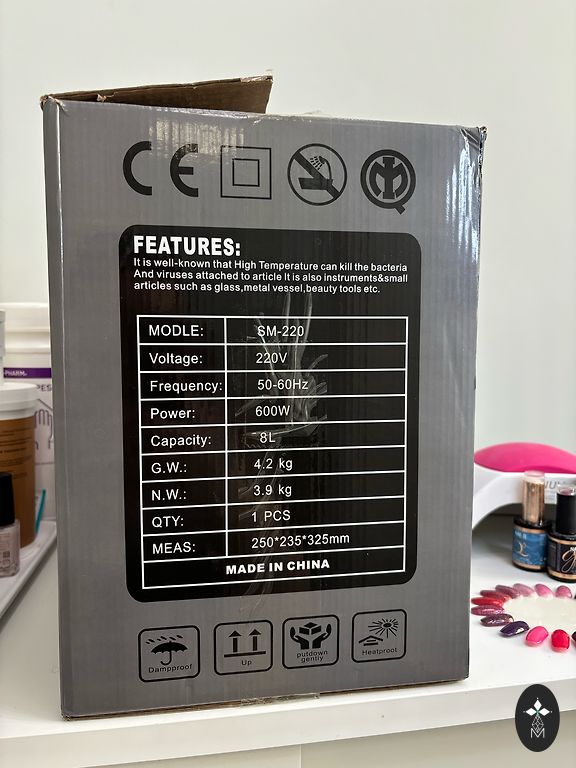 CE
FEATURES:
It is well-known that High Temperature can kill the bacteria
And viruses attached to article It is also instruments&small
articles such as glass,metal vessel,beauty tools etc.
MODLE: SM-220
Voltage: 220V
Frequency: 50-60Hz
Power: 600W
Capacity: 8L
G.W.: 4.2 kg
N.W.: 3.9 kg
QTY: 1 PCS
MEAS: 250*235*325mm
MADE IN CHINA
Dampproof
Up
putdown
gently
Heatproof